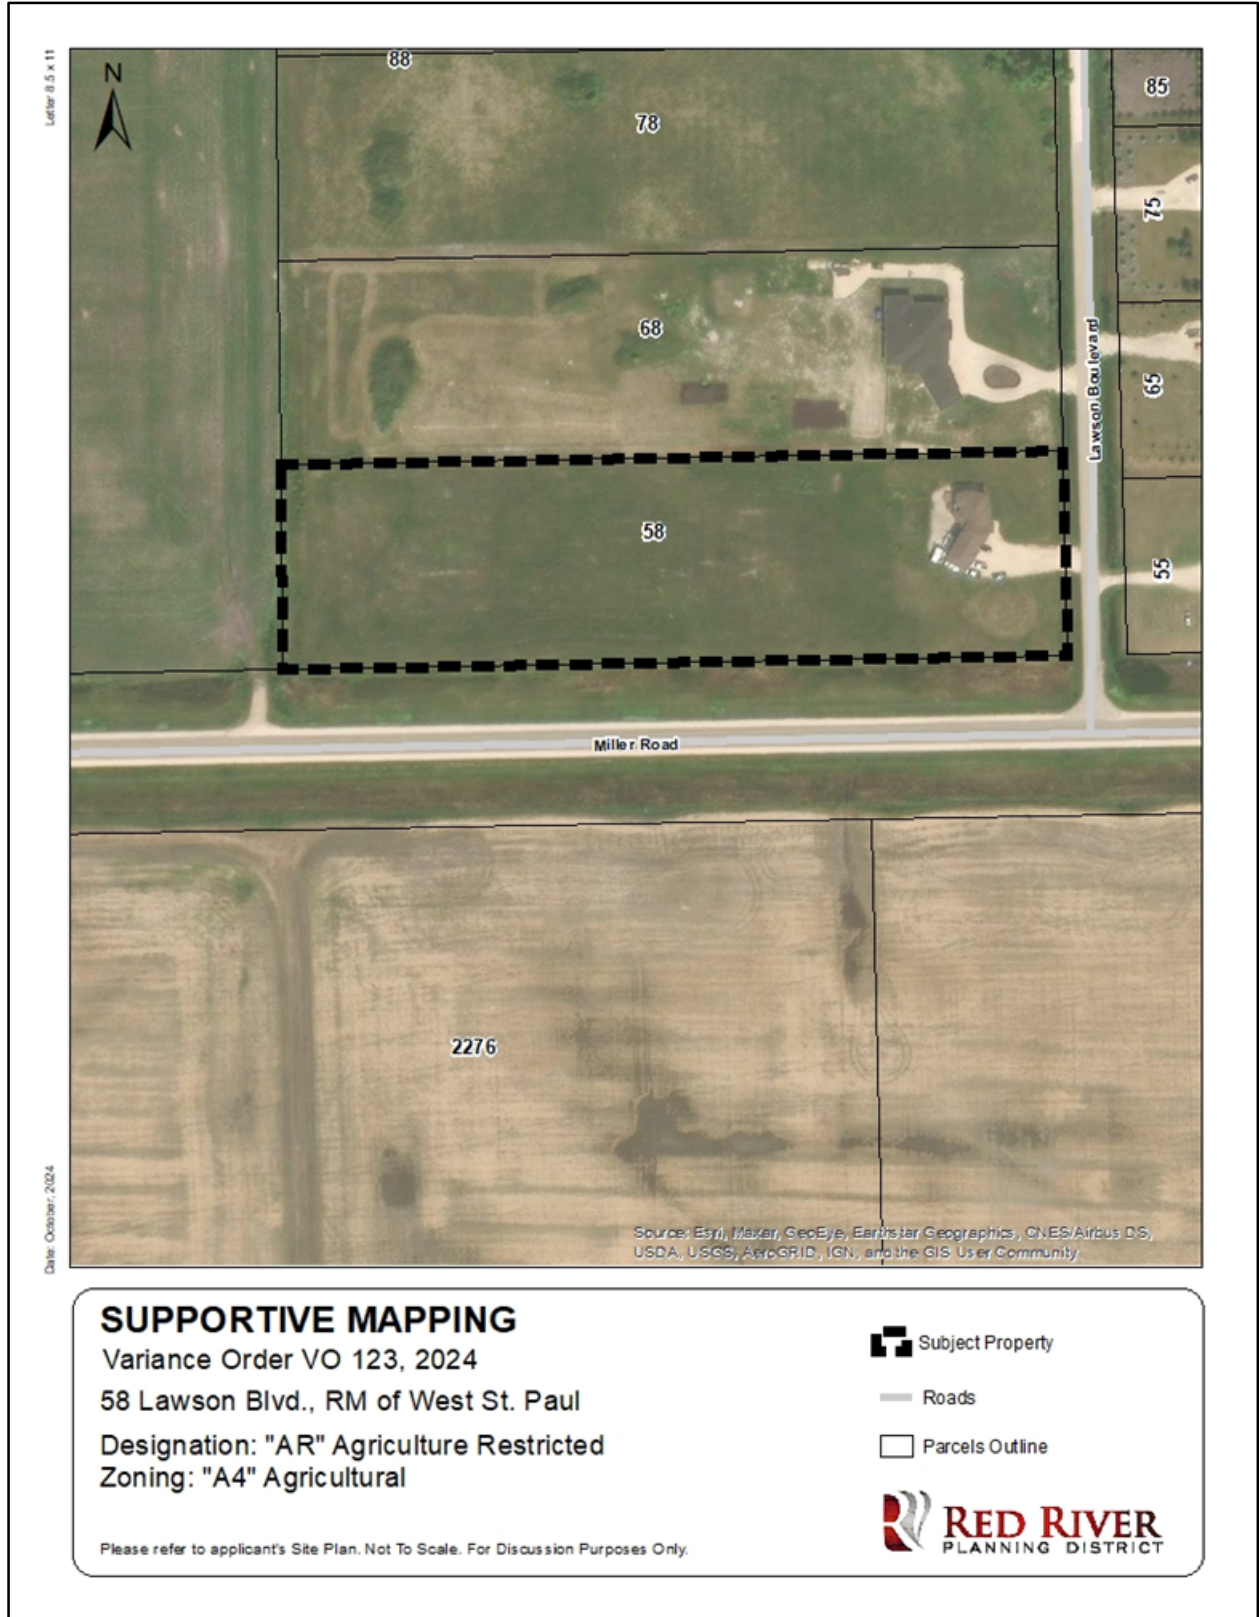 Letter 8.5 x 11
N
88
78
85
75
68
Lawson Boulevard
65
58
55
Miller Road
2276
Date: October, 2024
Source: Esri, Maxar, GeoEye, Earthstar Geographics, CNES/Airbus DS,
USDA, USGS, AeroGRID, IGN, and the GIS User Community
SUPPORTIVE MAPPING
Variance Order VO 123, 2024
58 Lawson Blvd., RM of West St. Paul
Designation: "AR" Agriculture Restricted
Zoning: "A4" Agricultural
Please refer to applicant's Site Plan. Not To Scale. For Discussion Purposes Only.
Subject Property
Roads
Parcels Outline
RED RIVER
PLANNING DISTRICT